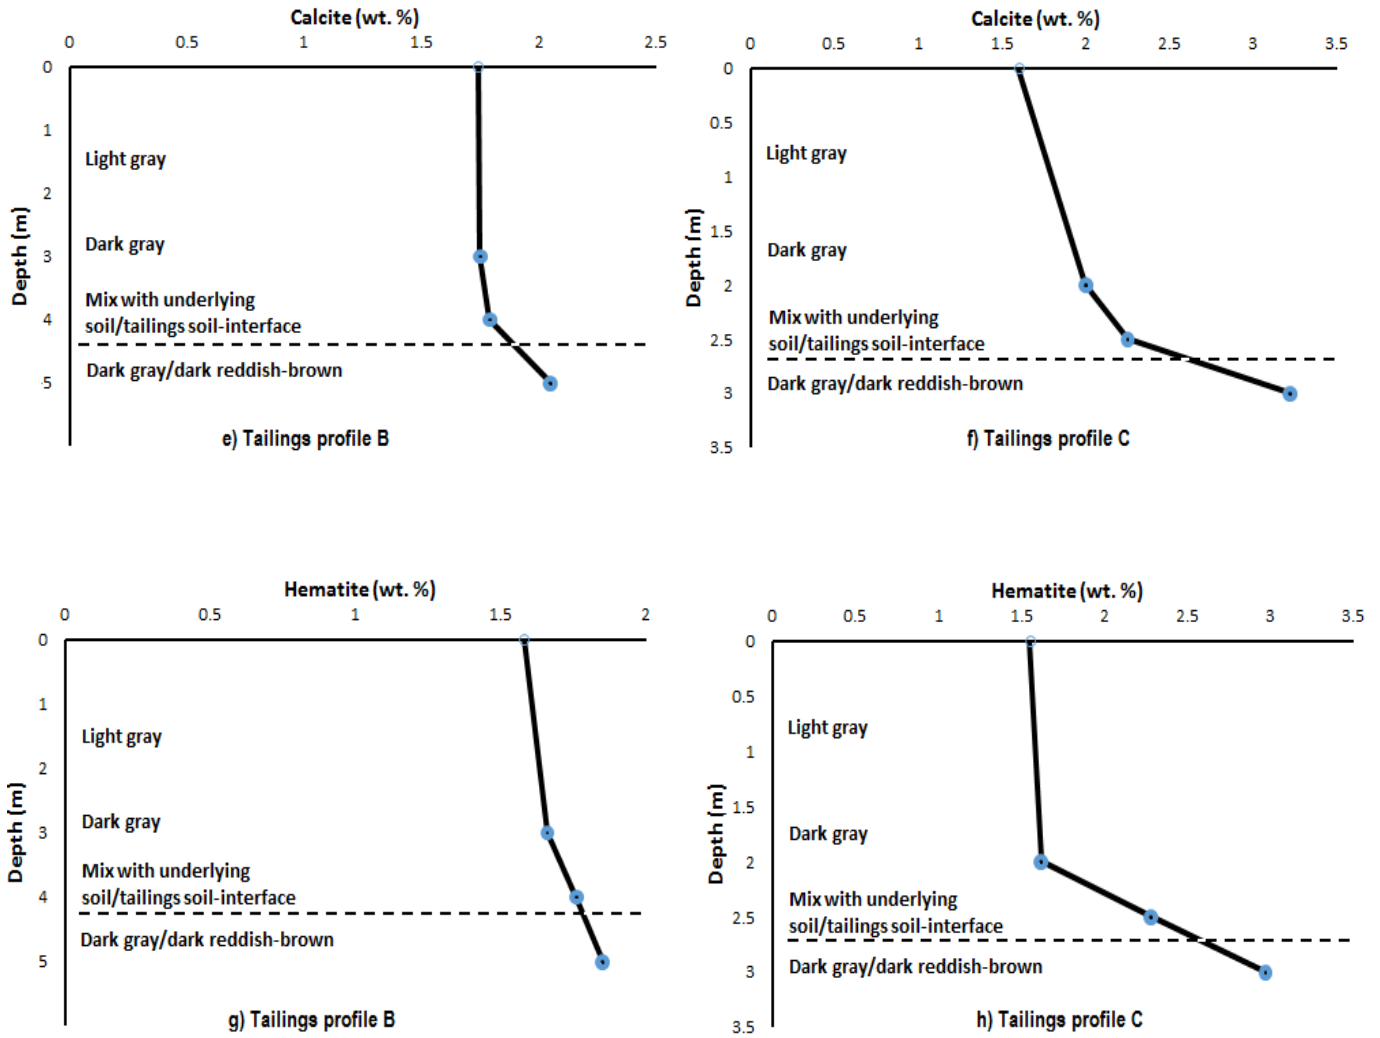 Calcite (wt. %)
0 0.5 1 1.5 2 2.5
0
1
2
3
4
5
Depth (m)
Light gray
Dark gray
Mix with underlying
soil/tailings soil-interface
Dark gray/dark reddish-brown
e) Tailings profile B
Calcite (wt. %)
0 0.5 1 1.5 2 2.5 3 3.5
0
0.5
1
1.5
2
2.5
3
3.5
Depth (m)
Light gray
Dark gray
Mix with underlying
soil/tailings soil-interface
Dark gray/dark reddish-brown
f) Tailings profile C
Hematite (wt. %)
0 0.5 1 1.5 2
0
1
2
3
4
5
Depth (m)
Light gray
Dark gray
Mix with underlying
soil/tailings soil-interface
Dark gray/dark reddish-brown
g) Tailings profile B
Hematite (wt. %)
0 0.5 1 1.5 2 2.5 3 3.5
0
0.5
1
1.5
2
2.5
3
3.5
Depth (m)
Light gray
Dark gray
Mix with underlying
soil/tailings soil-interface
Dark gray/dark reddish-brown
h) Tailings profile C